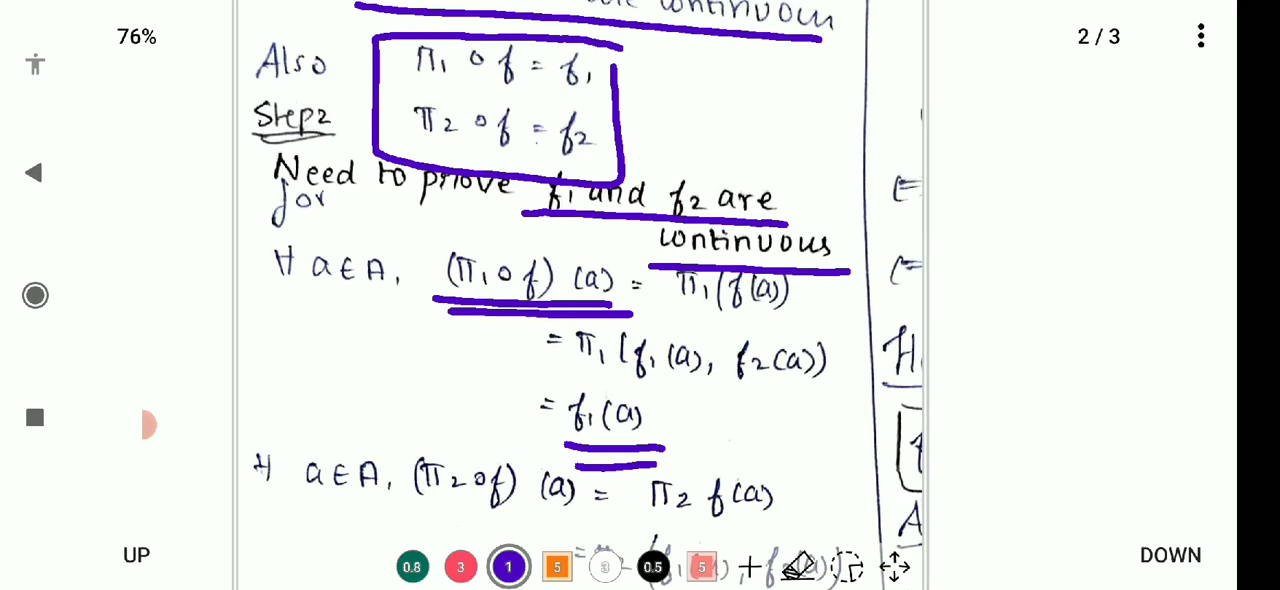 76%
2 / 3
continuous
Also π₁ ∘ f = f₁
Step2 π₂ ∘ f = f₂
Need to prove f₁ and f₂ are
for continuous
∀ a∈A, (π₁ ∘ f) (a) = π₁(f(a))
= π₁ (f₁(a), f₂(a))
= f₁(a)
∀ a∈A, (π₂∘f) (a) = π₂ f(a)
UP
0.8 3 1 5 3 0.5 5
DOWN